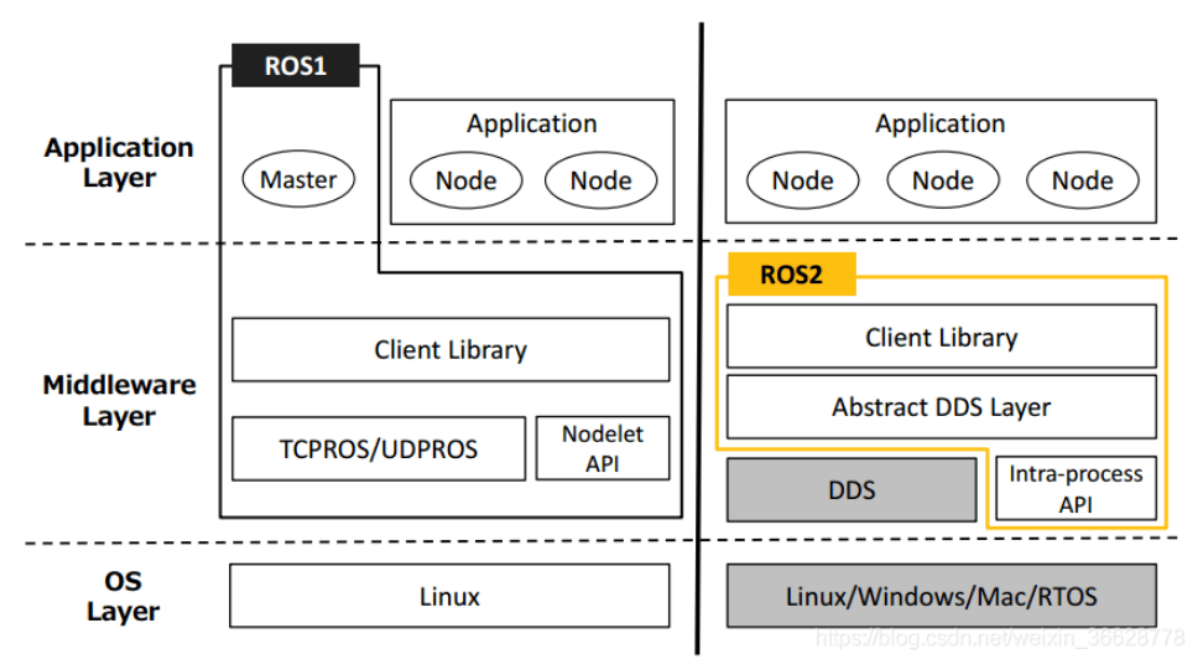 ROS1
Application
Layer
Master
Application
Node
Node
Application
Node
Node
Node
ROS2
Middleware
Layer
Client Library
TCPROS/UDPROS
Nodelet
API
Client Library
Abstract DDS Layer
DDS
Intra-process
API
OS
Layer
Linux
Linux/Windows/Mac/RTOS
https://blog.csdn.net/weixin_36628778